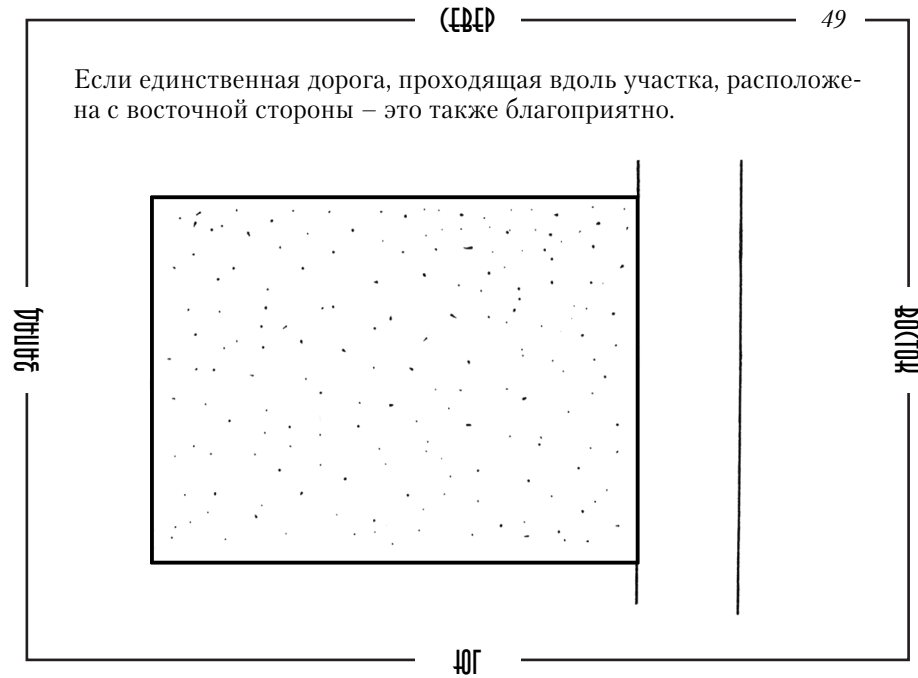 СЕВЕР
49
Если единственная дорога, проходящая вдоль участка, расположе-
на с восточной стороны – это также благоприятно.
ЗАПАД
ВОСТОК
ЮГ